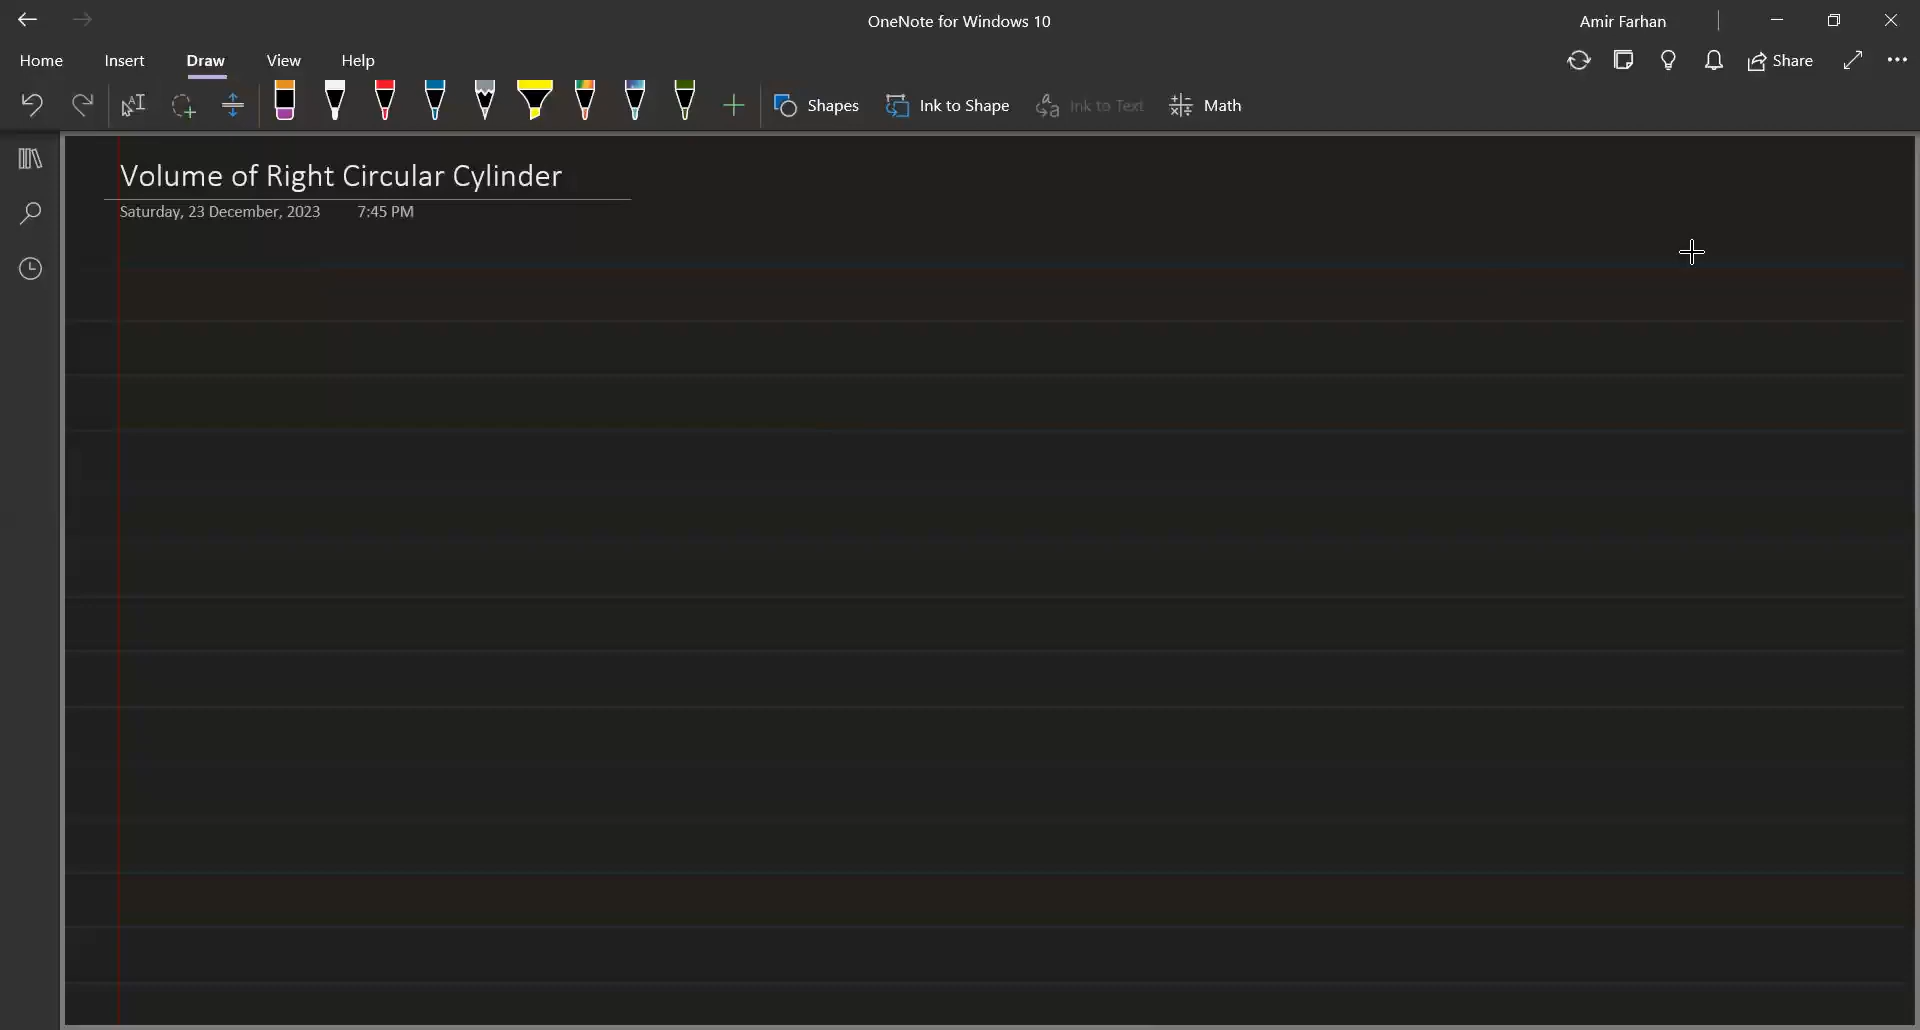 OneNote for Windows 10
Amir Farhan
Home Insert Draw View Help
Share
Shapes Ink to Shape Ink to Text Math
Volume of Right Circular Cylinder
Saturday, 23 December, 2023 7:45 PM